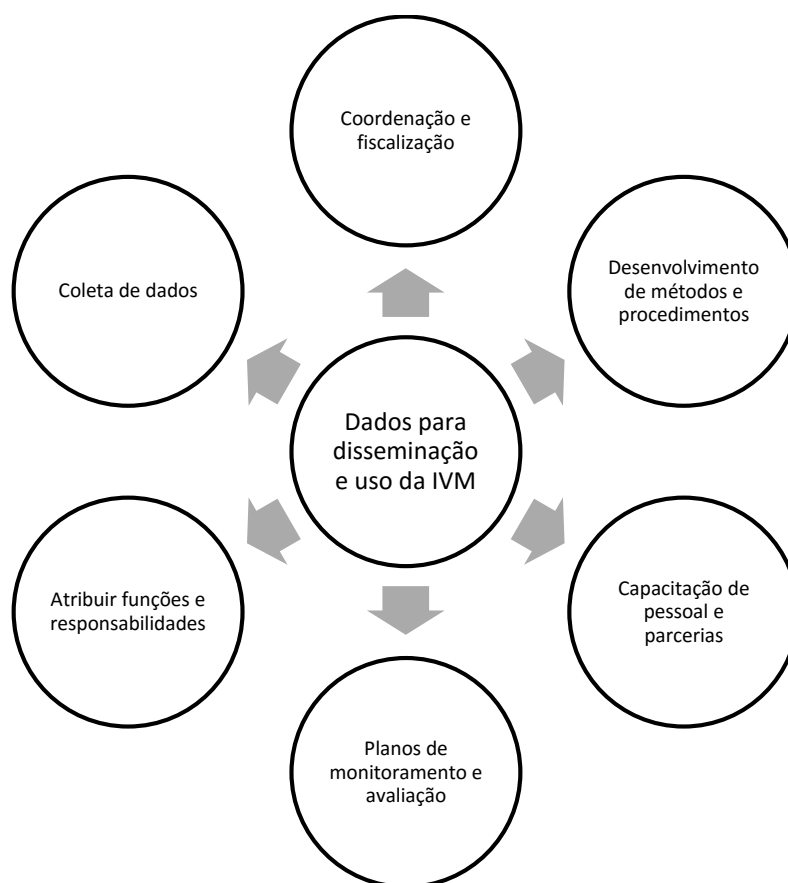 Coordenação e
fiscalização
Coleta de dados
Desenvolvimento
de métodos e
procedimentos
Dados para
disseminação
e uso da IVM
Atribuir funções e
responsabilidades
Capacitação de
pessoal e
parcerias
Planos de
monitoramento e
avaliação